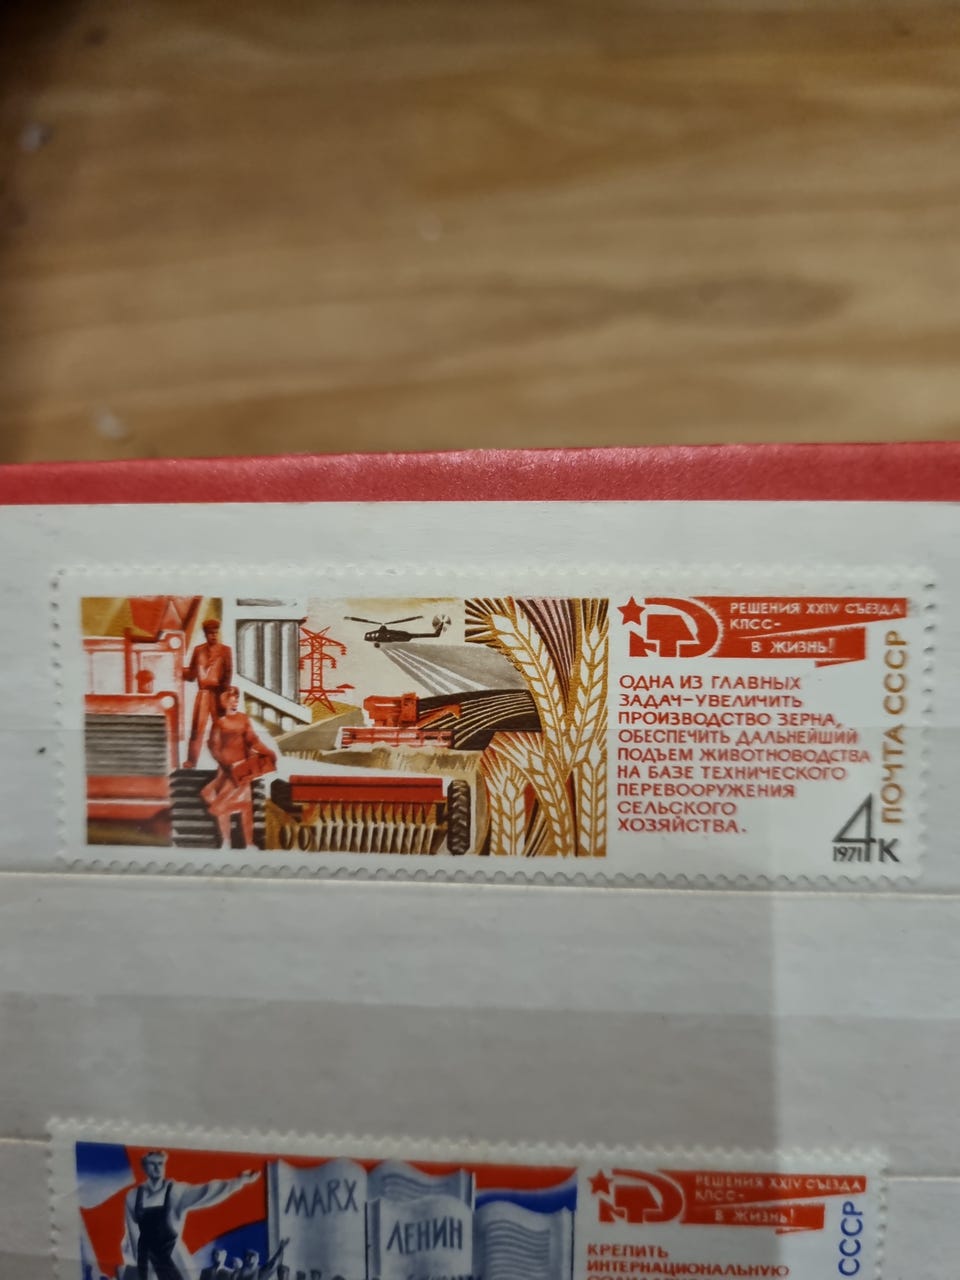 РЕШЕНИЯ XXIV СЪЕЗДА
КПСС-
В ЖИЗНЬ!
ОДНА ИЗ ГЛАВНЫХ
ЗАДАЧ-УВЕЛИЧИТЬ
ПРОИЗВОДСТВО ЗЕРНА,
ОБЕСПЕЧИТЬ ДАЛЬНЕЙШИЙ
ПОДЪЕМ ЖИВОТНОВОДСТВА
НА БАЗЕ ТЕХНИЧЕСКОГО
ПЕРЕВООРУЖЕНИЯ
СЕЛЬСКОГО
ХОЗЯЙСТВА.
ПОЧТА СССР
4К
1971
MARX
ЛЕНИН
РЕШЕНИЯ XXIV СЪЕЗДА
КПСС-
В ЖИЗНЬ!
КРЕПИТЬ
ИНТЕРНАЦИОНАЛЬНУЮ
СССР